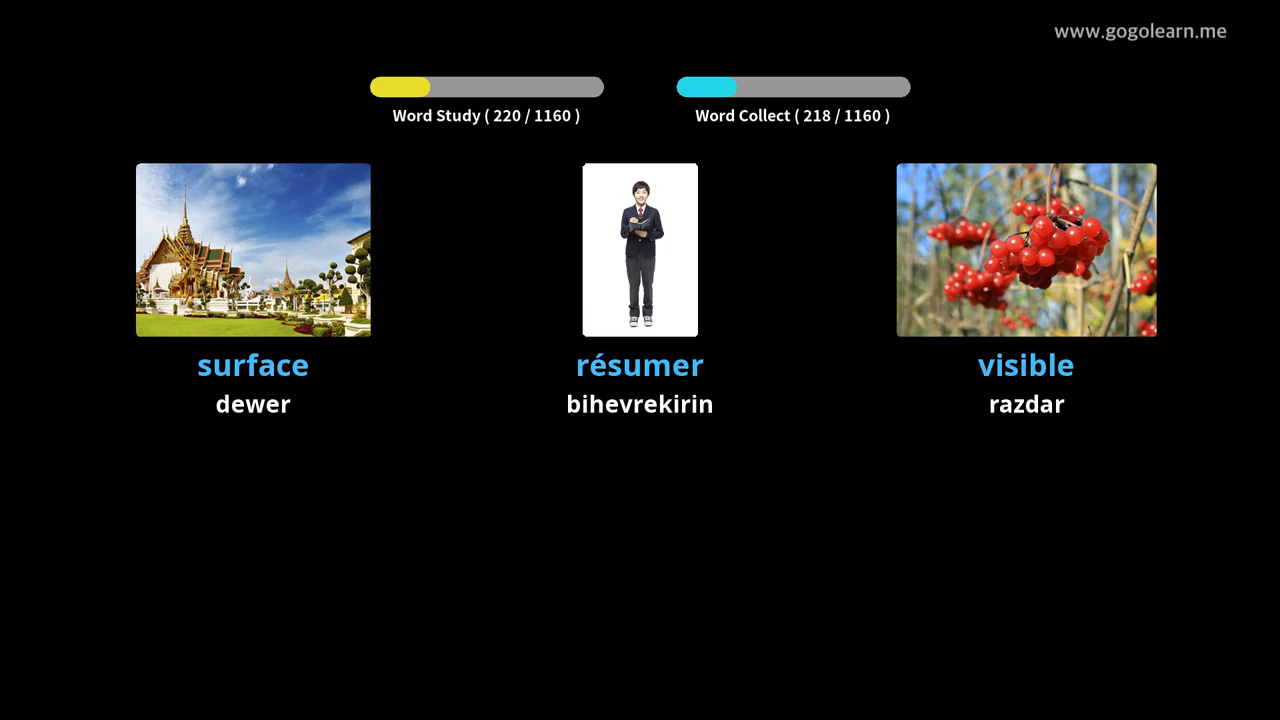 www.gogolearn.me
Word Study ( 220 / 1160 )
Word Collect ( 218 / 1160 )
surface
dewer
résumer
bihevrekirin
visible
razdar